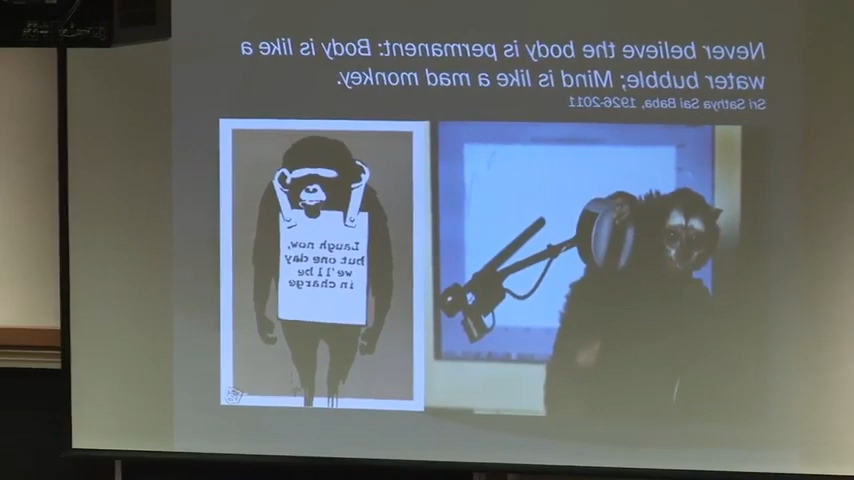 Never believe the body is permanent: Body is like a
water bubble; Mind is like a mad monkey.
Sri Sathya Sai Baba, 1926-2011
Laugh now,
but one day
we'll be
in charge